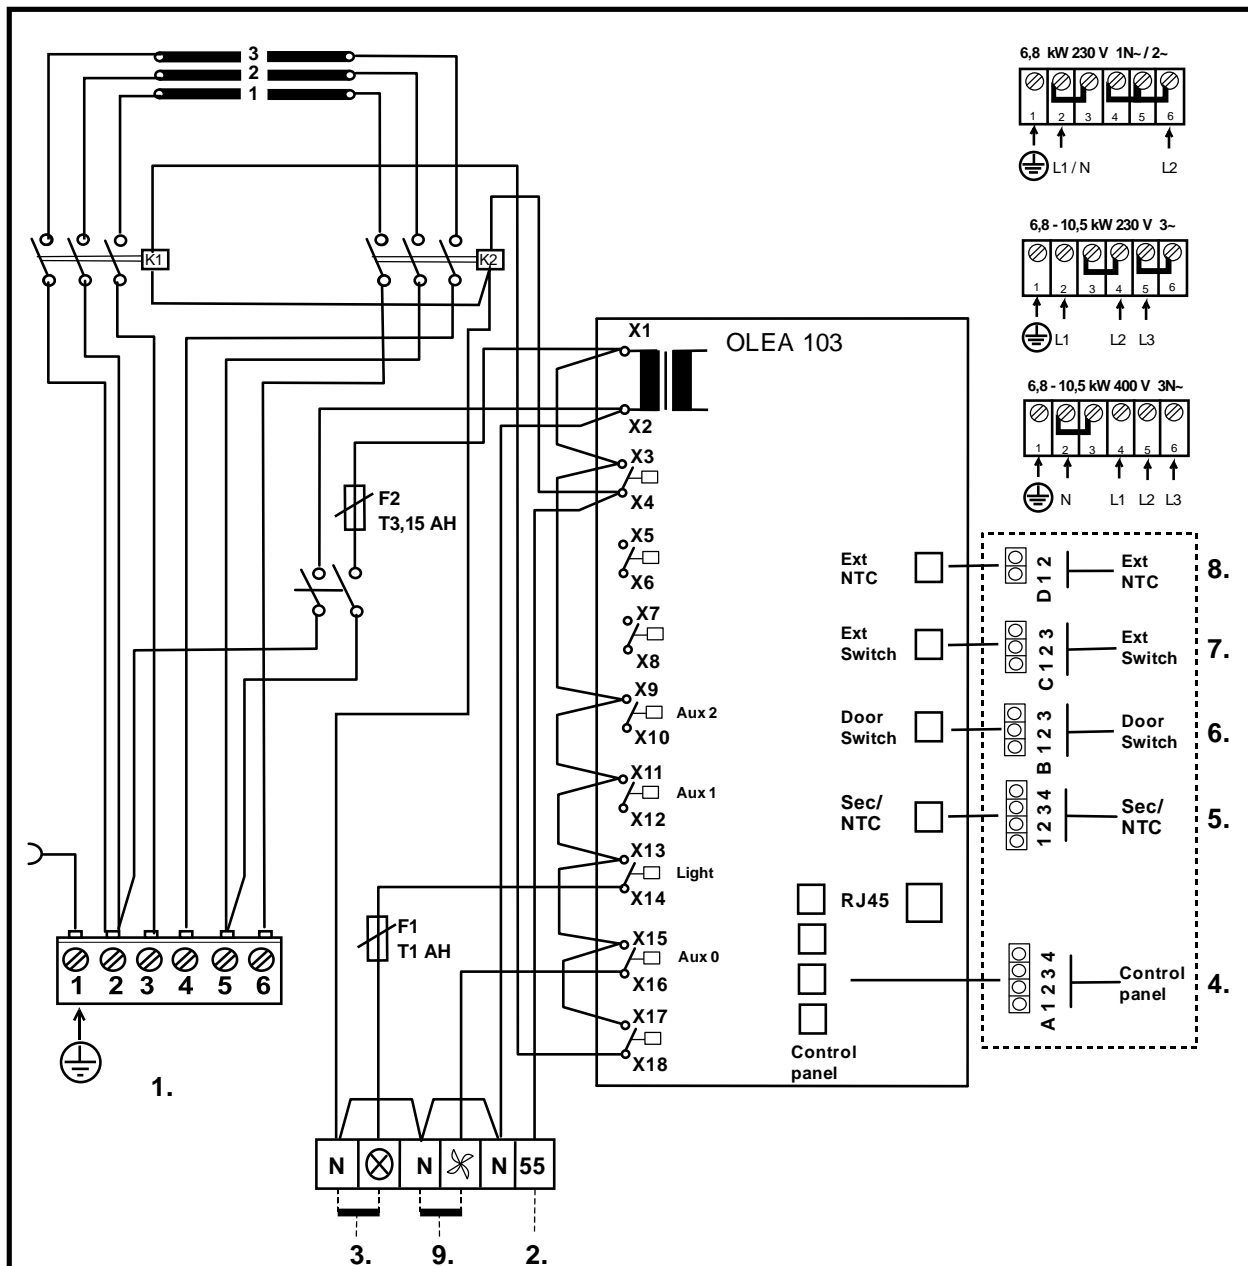 3
2
1
6,8 kW 230 V 1N~ / 2~
1 2 3 4 5 6
L1 / N L2
K1
K2
6,8 - 10,5 kW 230 V 3~
1 2 3 4 5 6
L1 L2 L3
6,8 - 10,5 kW 400 V 3N~
1 2 3 4 5 6
N L1 L2 L3
OLEA 103
X1
X2
X3
X4
X5
X6
X7
X8
X9
Aux 2
X10
X11
Aux 1
X12
X13
Light
X14
X15
Aux 0
X16
X17
X18
F2
T3,15 AH
F1
T1 AH
Ext
NTC
D 1 2
Ext
NTC
8.
Ext
Switch
C 1 2 3
Ext
Switch
7.
Door
Switch
B 1 2 3
Door
Switch
6.
Sec/
NTC
1 2 3 4
Sec/
NTC
5.
RJ45
A 1 2 3 4
Control
panel
4.
Control
panel
1 2 3 4 5 6
1.
N N N 55
3. 9. 2.